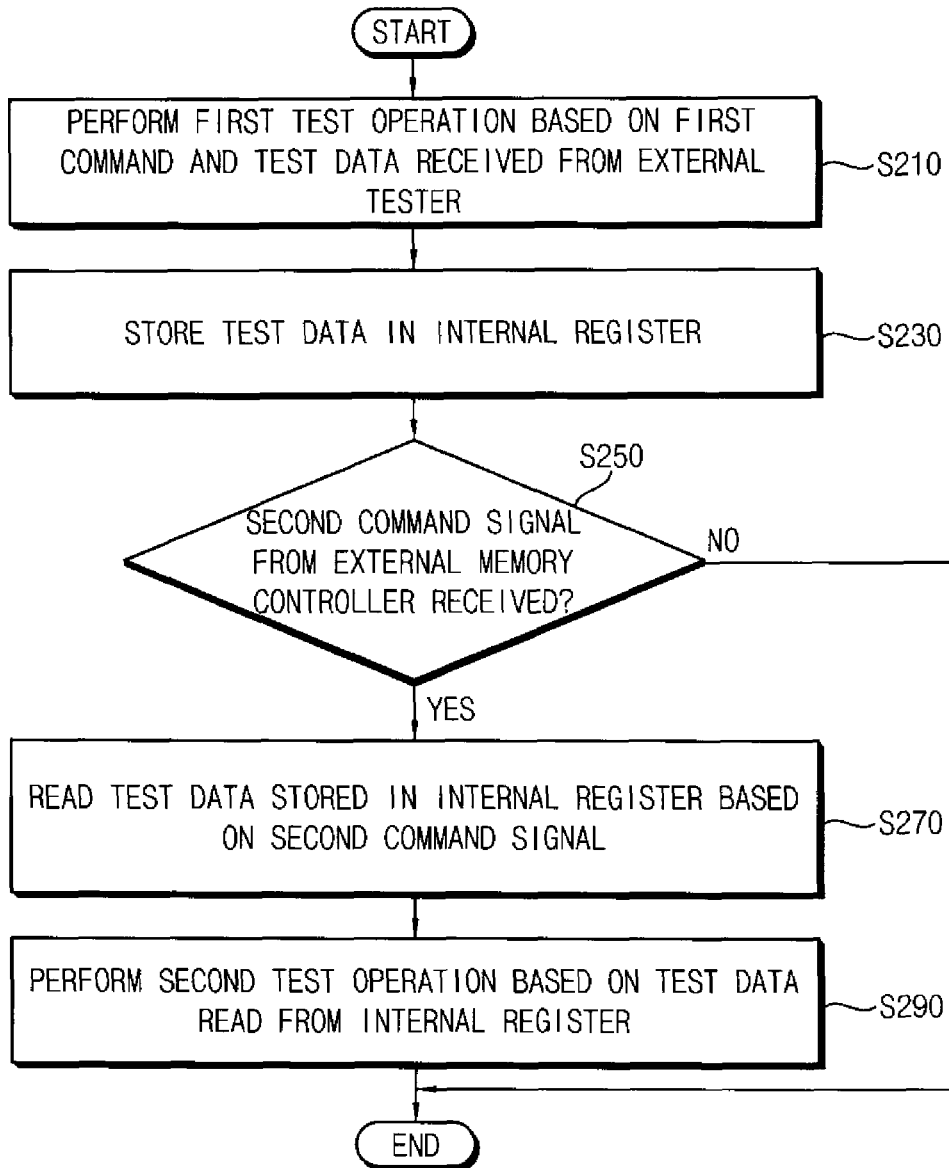 START
PERFORM FIRST TEST OPERATION BASED ON FIRST
COMMAND AND TEST DATA RECEIVED FROM EXTERNAL
TESTER
S210
STORE TEST DATA IN INTERNAL REGISTER
S230
S250
SECOND COMMAND SIGNAL
FROM EXTERNAL MEMORY
CONTROLLER RECEIVED?
NO
YES
READ TEST DATA STORED IN INTERNAL REGISTER BASED
ON SECOND COMMAND SIGNAL
S270
PERFORM SECOND TEST OPERATION BASED ON TEST DATA
READ FROM INTERNAL REGISTER
S290
END